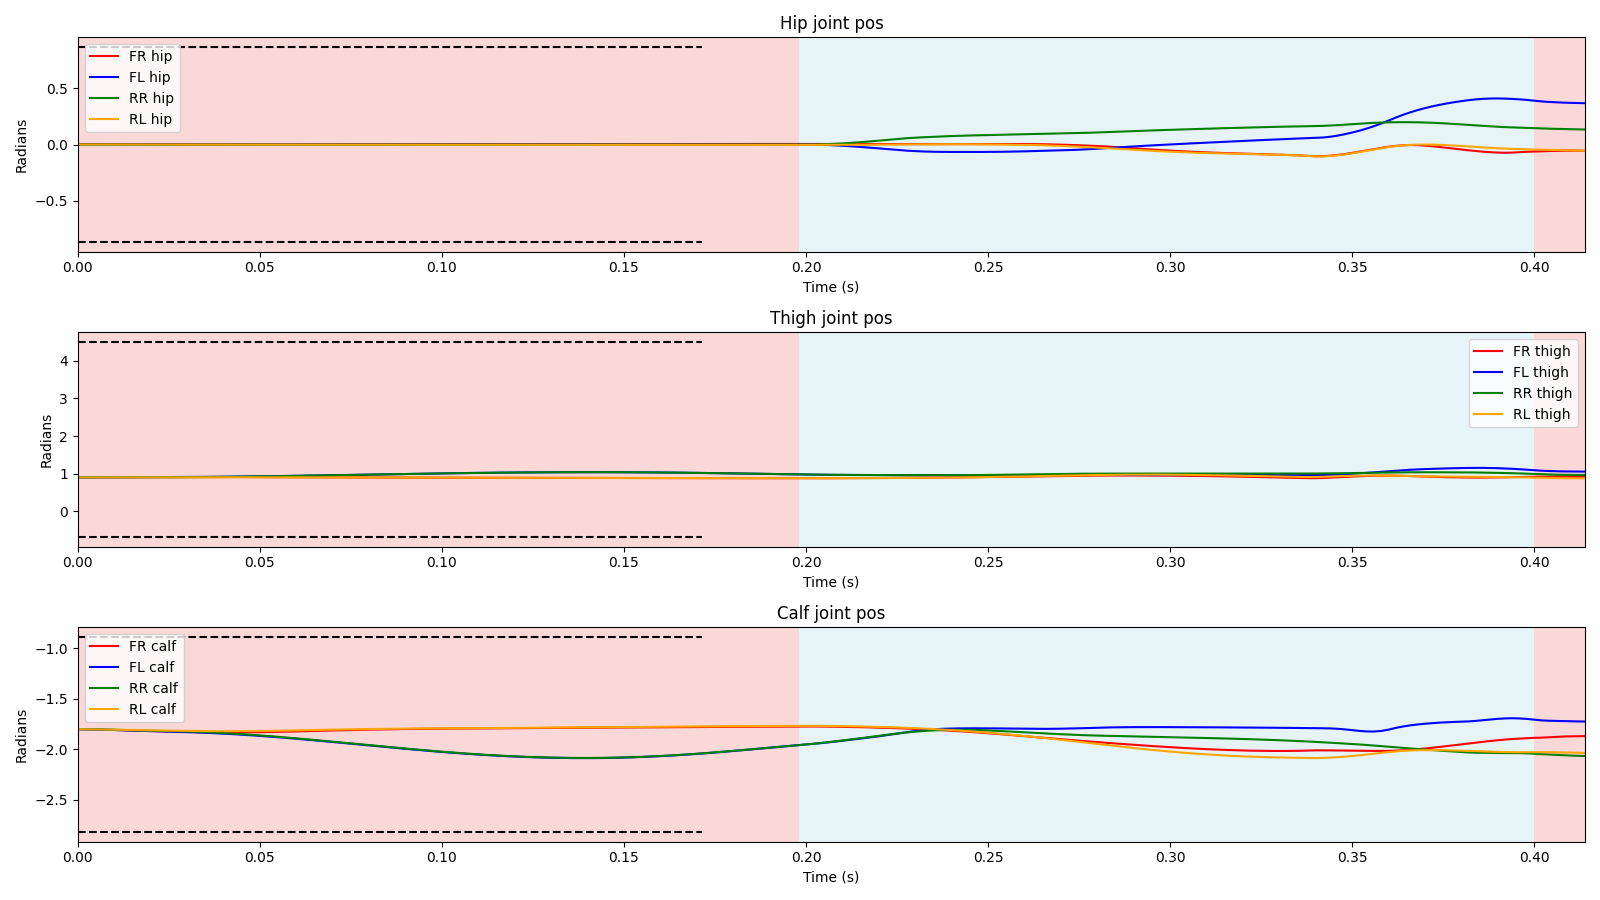 Hip joint pos
Radians
0.5
0.0
−0.5
FR hip
FL hip
RR hip
RL hip
0.00 0.05 0.10 0.15 0.20 0.25 0.30 0.35 0.40
Time (s)
Thigh joint pos
Radians
4
3
2
1
0
FR thigh
FL thigh
RR thigh
RL thigh
0.00 0.05 0.10 0.15 0.20 0.25 0.30 0.35 0.40
Time (s)
Calf joint pos
Radians
−1.0
−1.5
−2.0
−2.5
FR calf
FL calf
RR calf
RL calf
0.00 0.05 0.10 0.15 0.20 0.25 0.30 0.35 0.40
Time (s)